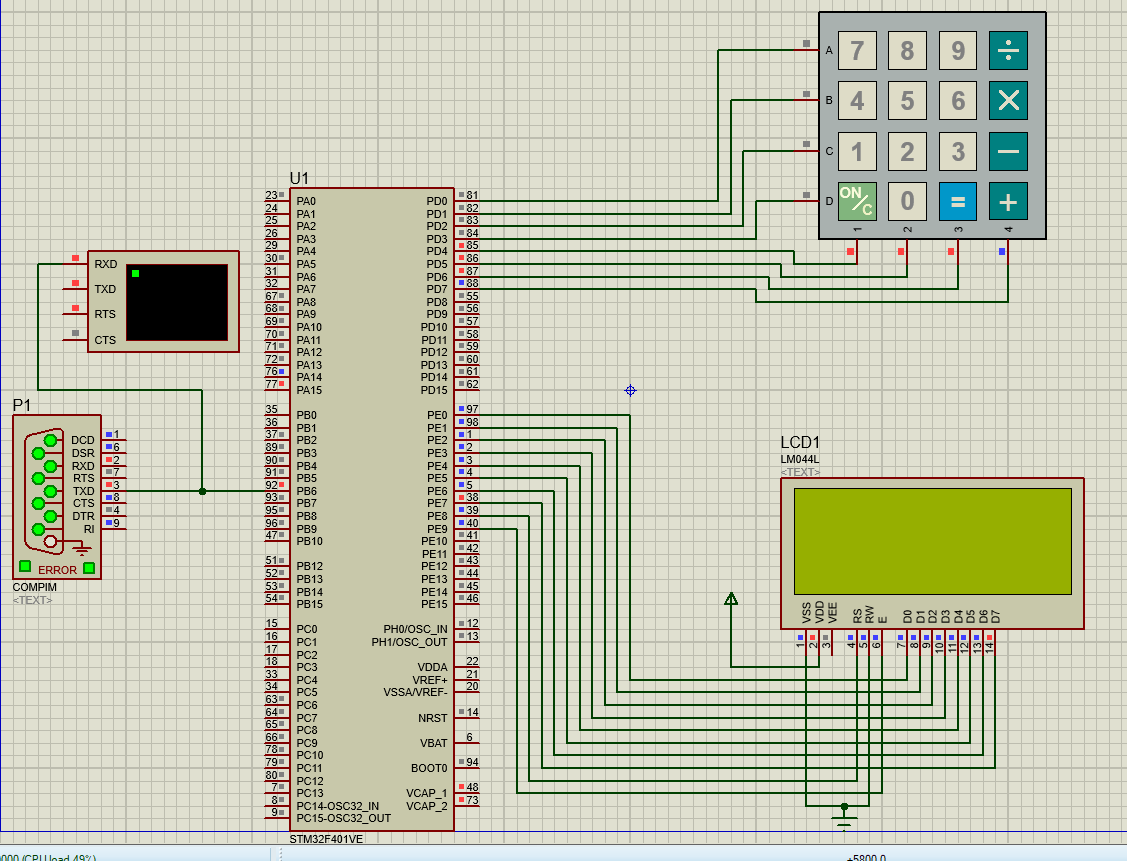 7 8 9 ÷
A
4 5 6 ×
B
1 2 3 −
C
ON/C 0 = +
D
1 2 3 4
U1
23 PA0 PD0 81
24 PA1 PD1 82
25 PA2 PD2 83
26 PA3 PD3 84
29 PA4 PD4 85
30 PA5 PD5 86
31 PA6 PD6 87
32 PA7 PD7 88
67 PA8 PD8 55
68 PA9 PD9 56
69 PA10 PD10 57
70 PA11 PD11 58
71 PA12 PD12 59
72 PA13 PD13 60
76 PA14 PD14 61
77 PA15 PD15 62
35 PB0 PE0 97
36 PB1 PE1 98
37 PB2 PE2 1
89 PB3 PE3 2
90 PB4 PE4 3
91 PB5 PE5 4
92 PB6 PE6 5
93 PB7 PE7 38
95 PB8 PE8 39
96 PB9 PE9 40
47 PB10 PE10 41
PE11 42
51 PB12 PE12 43
52 PB13 PE13 44
53 PB14 PE14 45
54 PB15 PE15 46
15 PC0 PH0/OSC_IN 12
16 PC1 PH1/OSC_OUT 13
17 PC2
18 PC3 VDDA 22
33 PC4 VREF+ 21
34 PC5 VSSA/VREF- 20
63 PC6
64 PC7 NRST 14
65 PC8
66 PC9 VBAT 6
78 PC10
79 PC11 BOOT0 94
80 PC12
7 PC13 VCAP_1 48
8 PC14-OSC32_IN VCAP_2 73
9 PC15-OSC32_OUT
STM32F401VE
RXD
TXD
RTS
CTS
P1
DCD 1
DSR 6
RXD 2
RTS 7
TXD 3
CTS 8
DTR 4
RI 9
ERROR
COMPIM
<TEXT>
LCD1
LM044L
<TEXT>
VSS VDD VEE RS RW E D0 D1 D2 D3 D4 D5 D6 D7
1 2 3 4 5 6 7 8 9 10 11 12 13 14
000 (CPU load 49%)
+5800.0